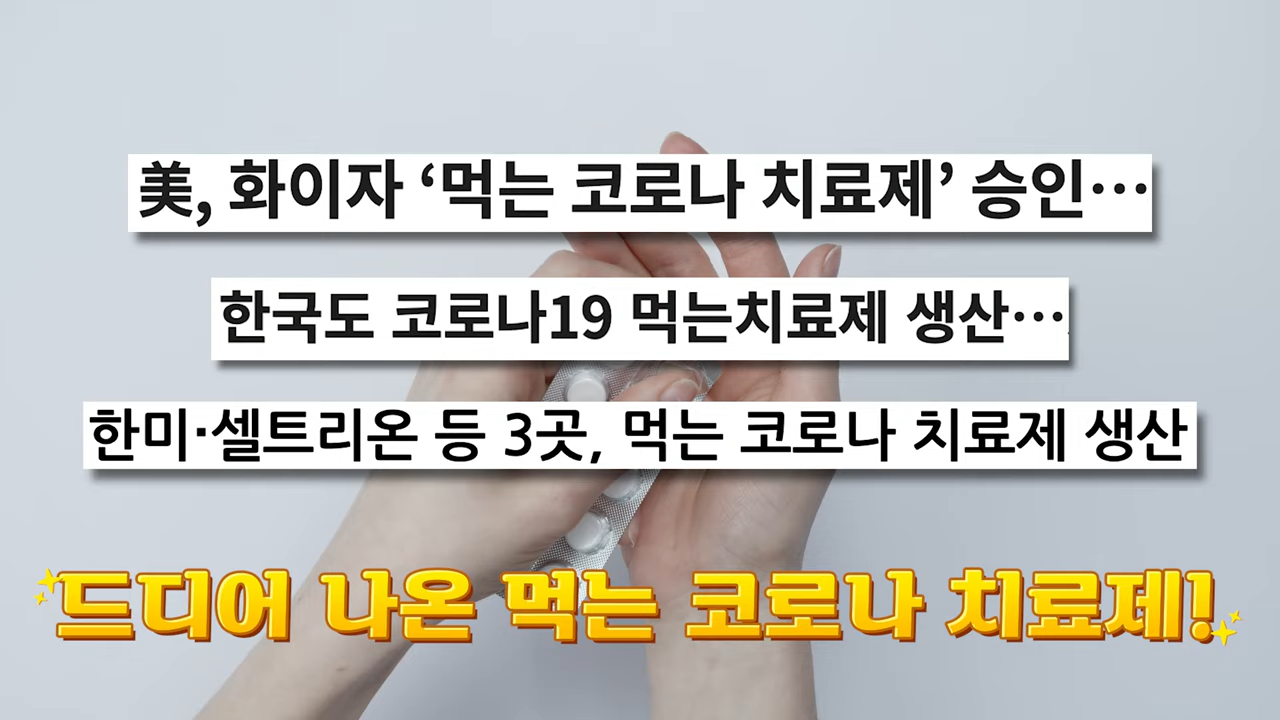 美, 화이자 ‘먹는 코로나 치료제’ 승인…
한국도 코로나19 먹는치료제 생산…
한미·셀트리온 등 3곳, 먹는 코로나 치료제 생산
드디어 나온 먹는 코로나 치료제!